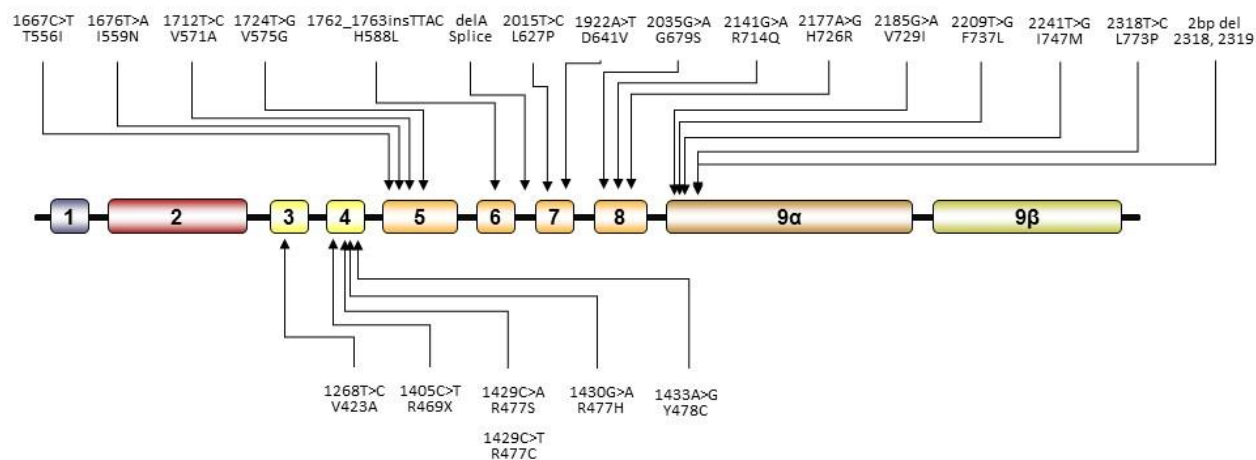 1667C>T 1676T>A 1712T>C 1724T>G 1762_1763insTTAC delA 2015T>C 1922A>T 2035G>A 2141G>A 2177A>G 2185G>A 2209T>G 2241T>G 2318T>C 2bp del
T556I I559N V571A V575G H588L Splice L627P D641V G679S R714Q H726R V729I F737L I747M L773P 2318, 2319
1 2 3 4 5 6 7 8 9α 9β
1268T>C 1405C>T 1429C>A 1430G>A 1433A>G
V423A R469X R477S R477H Y478C
1429C>T
R477C